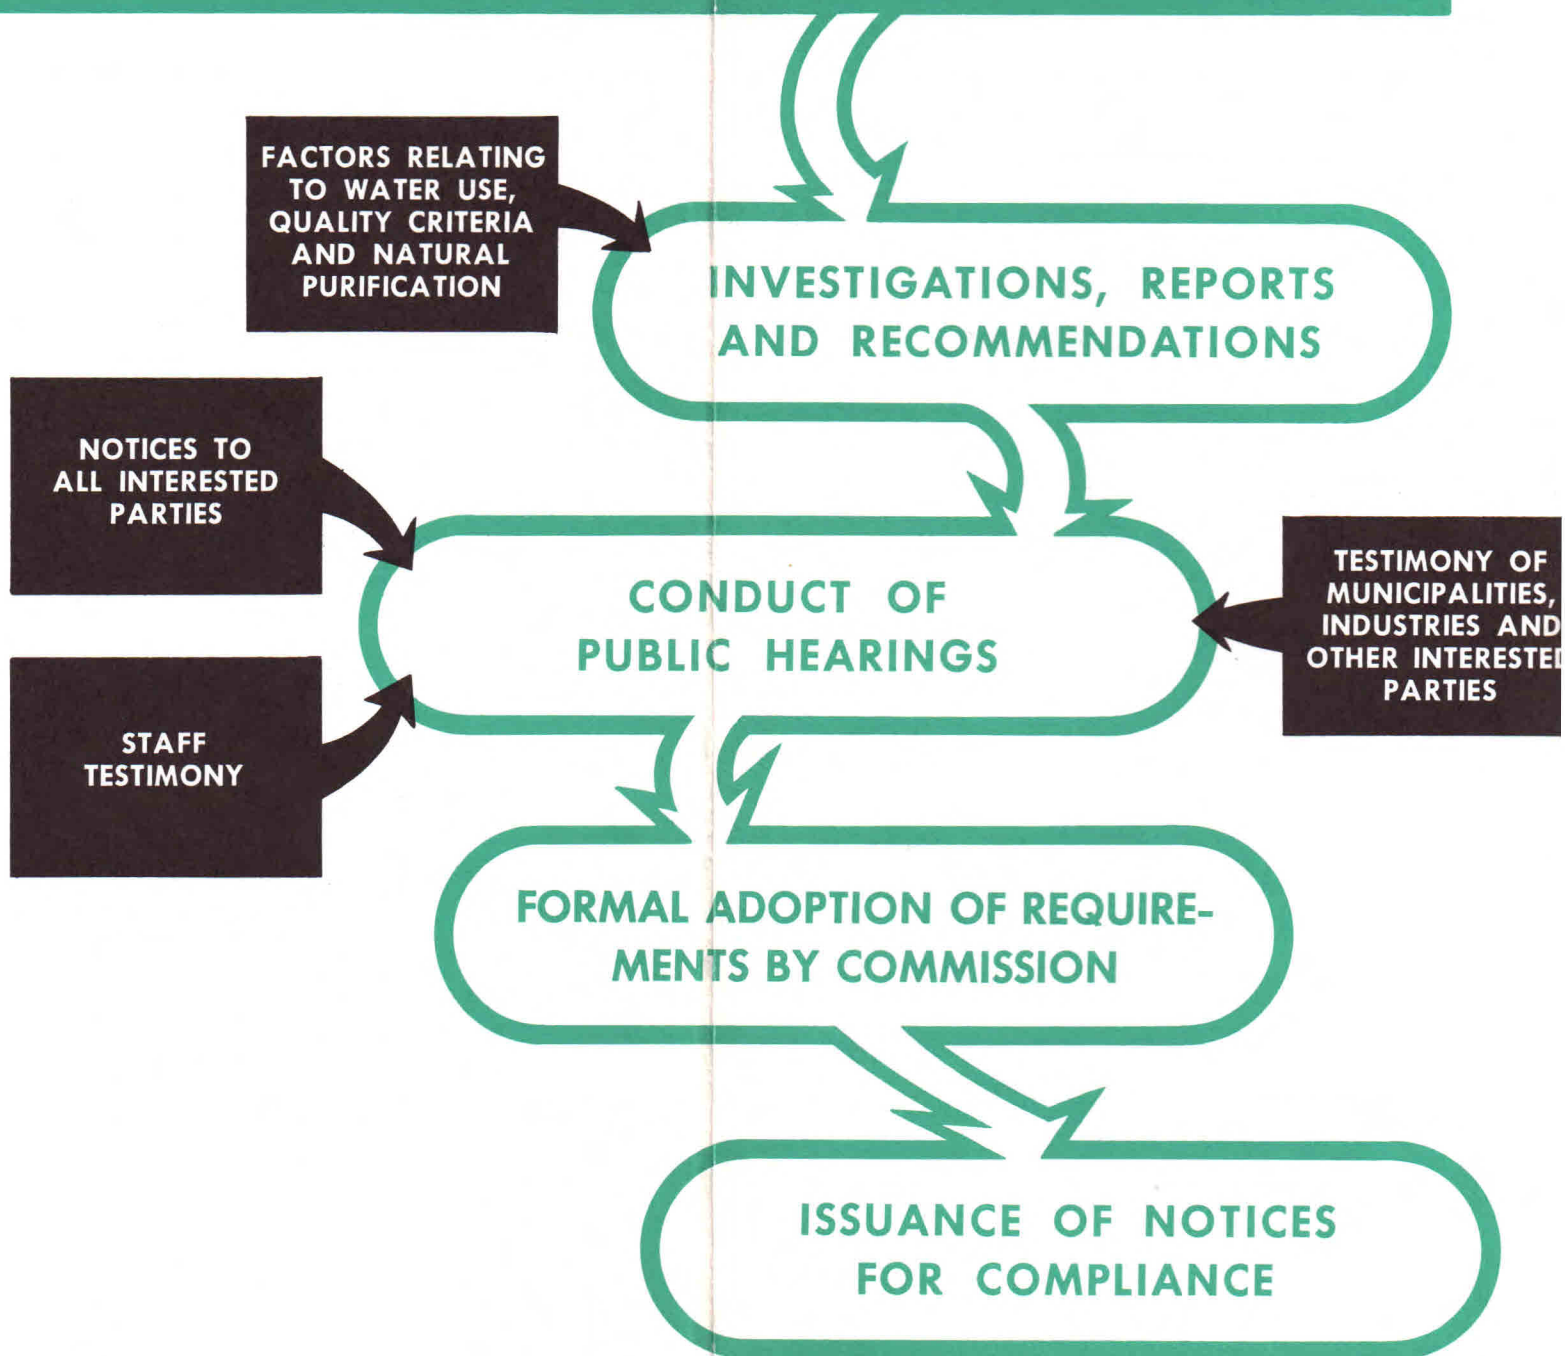 FACTORS RELATING
TO WATER USE,
QUALITY CRITERIA
AND NATURAL
PURIFICATION
INVESTIGATIONS, REPORTS
AND RECOMMENDATIONS
NOTICES TO
ALL INTERESTED
PARTIES
CONDUCT OF
PUBLIC HEARINGS
TESTIMONY OF
MUNICIPALITIES,
INDUSTRIES AND
OTHER INTERESTED
PARTIES
STAFF
TESTIMONY
FORMAL ADOPTION OF REQUIRE-
MENTS BY COMMISSION
ISSUANCE OF NOTICES
FOR COMPLIANCE